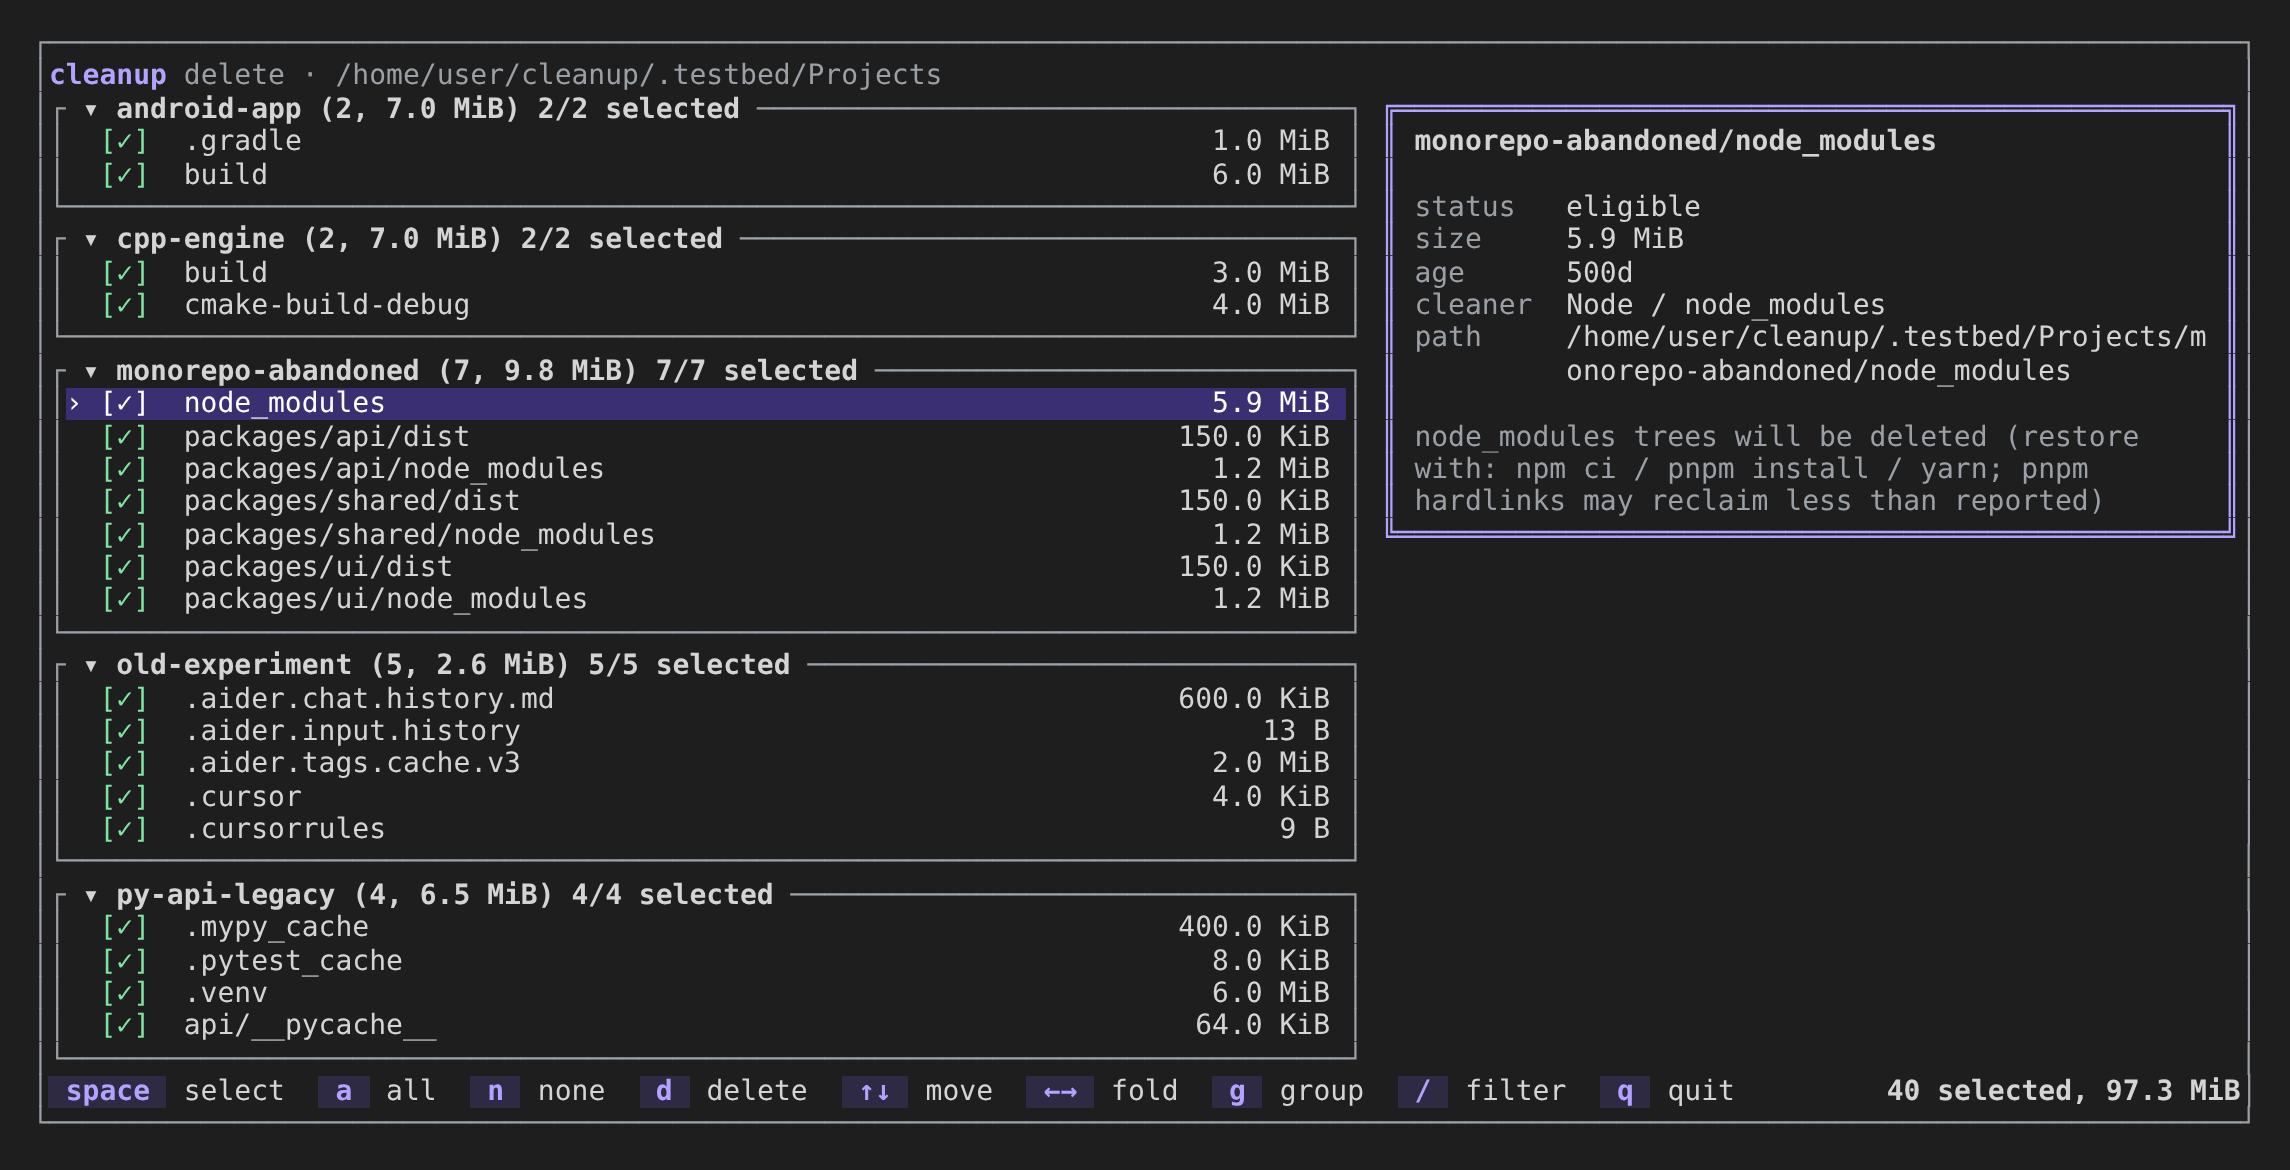 cleanup delete · /home/user/cleanup/.testbed/Projects
▾ android-app (2, 7.0 MiB) 2/2 selected
[✓] .gradle 1.0 MiB
[✓] build 6.0 MiB
▾ cpp-engine (2, 7.0 MiB) 2/2 selected
[✓] build 3.0 MiB
[✓] cmake-build-debug 4.0 MiB
▾ monorepo-abandoned (7, 9.8 MiB) 7/7 selected
› [✓] node_modules 5.9 MiB
[✓] packages/api/dist 150.0 KiB
[✓] packages/api/node_modules 1.2 MiB
[✓] packages/shared/dist 150.0 KiB
[✓] packages/shared/node_modules 1.2 MiB
[✓] packages/ui/dist 150.0 KiB
[✓] packages/ui/node_modules 1.2 MiB
▾ old-experiment (5, 2.6 MiB) 5/5 selected
[✓] .aider.chat.history.md 600.0 KiB
[✓] .aider.input.history 13 B
[✓] .aider.tags.cache.v3 2.0 MiB
[✓] .cursor 4.0 KiB
[✓] .cursorrules 9 B
▾ py-api-legacy (4, 6.5 MiB) 4/4 selected
[✓] .mypy_cache 400.0 KiB
[✓] .pytest_cache 8.0 KiB
[✓] .venv 6.0 MiB
[✓] api/__pycache__ 64.0 KiB
monorepo-abandoned/node_modules
status eligible
size 5.9 MiB
age 500d
cleaner Node / node_modules
path /home/user/cleanup/.testbed/Projects/m
onorepo-abandoned/node_modules
node_modules trees will be deleted (restore
with: npm ci / pnpm install / yarn; pnpm
hardlinks may reclaim less than reported)
space select a all n none d delete ↑↓ move ←→ fold g group / filter q quit 40 selected, 97.3 MiB